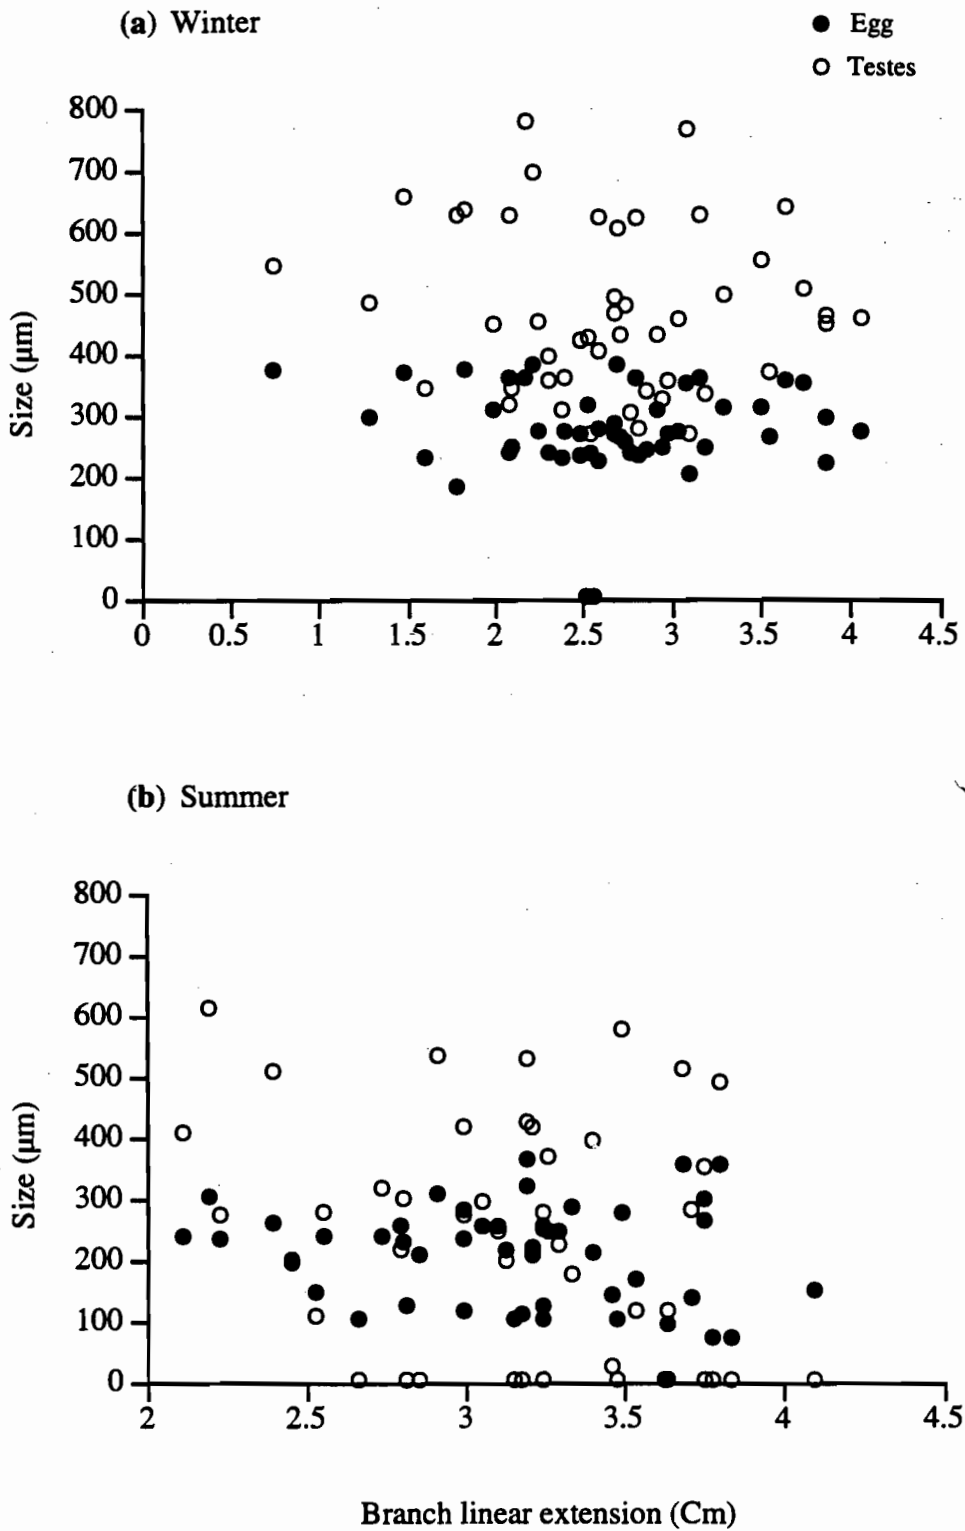 (a) Winter
Egg
Testes
800
700
600
500
400
300
200
100
0
Size (µm)
0 0.5 1 1.5 2 2.5 3 3.5 4 4.5
(b) Summer
800
700
600
500
400
300
200
100
0
Size (µm)
2 2.5 3 3.5 4 4.5
Branch linear extension (Cm)